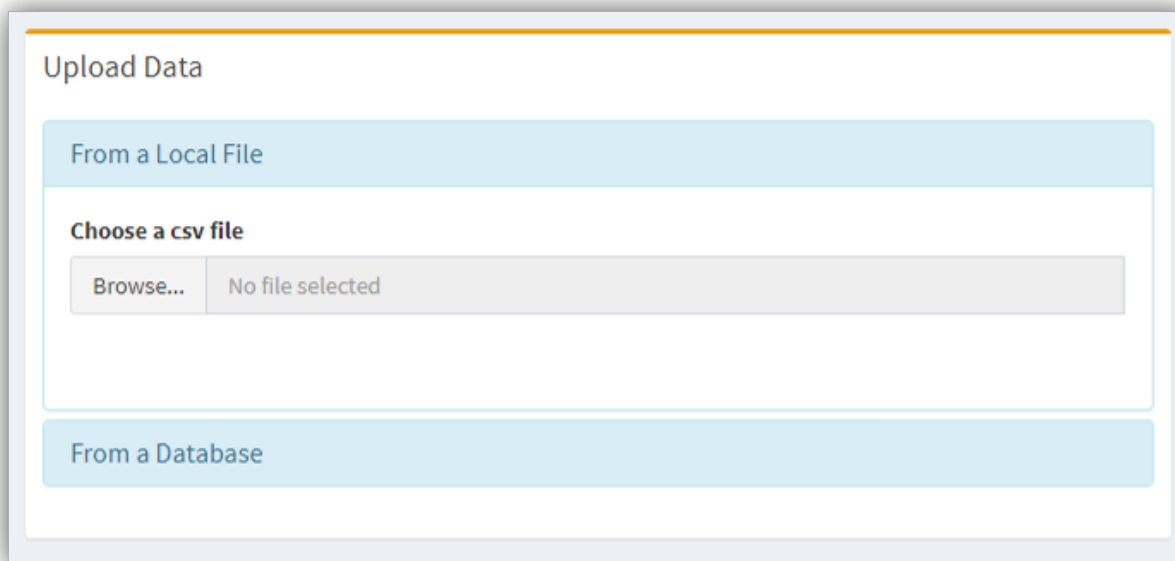 Upload Data
From a Local File
Choose a csv file
Browse... No file selected
From a Database